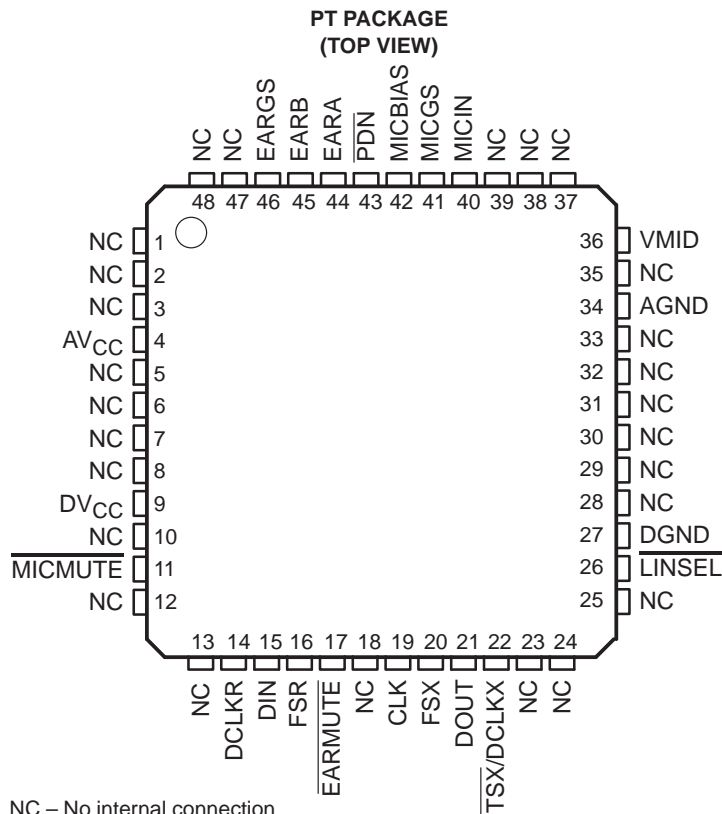 PT PACKAGE
(TOP VIEW)
NC
NC
EARGS
EARB
EARA
PDN
MICBIAS
MICGS
MICIN
NC
NC
NC
48 47 46 45 44 43 42 41 40 39 38 37
NC 1
NC 2
NC 3
AVCC 4
NC 5
NC 6
NC 7
NC 8
DVCC 9
NC 10
MICMUTE 11
NC 12
36 VMID
35 NC
34 AGND
33 NC
32 NC
31 NC
30 NC
29 NC
28 NC
27 DGND
26 LINSEL
25 NC
13 14 15 16 17 18 19 20 21 22 23 24
NC
DCLKR
DIN
FSR
EARMUTE
NC
CLK
FSX
DOUT
TSX/DCLKX
NC
NC
NC – No internal connection